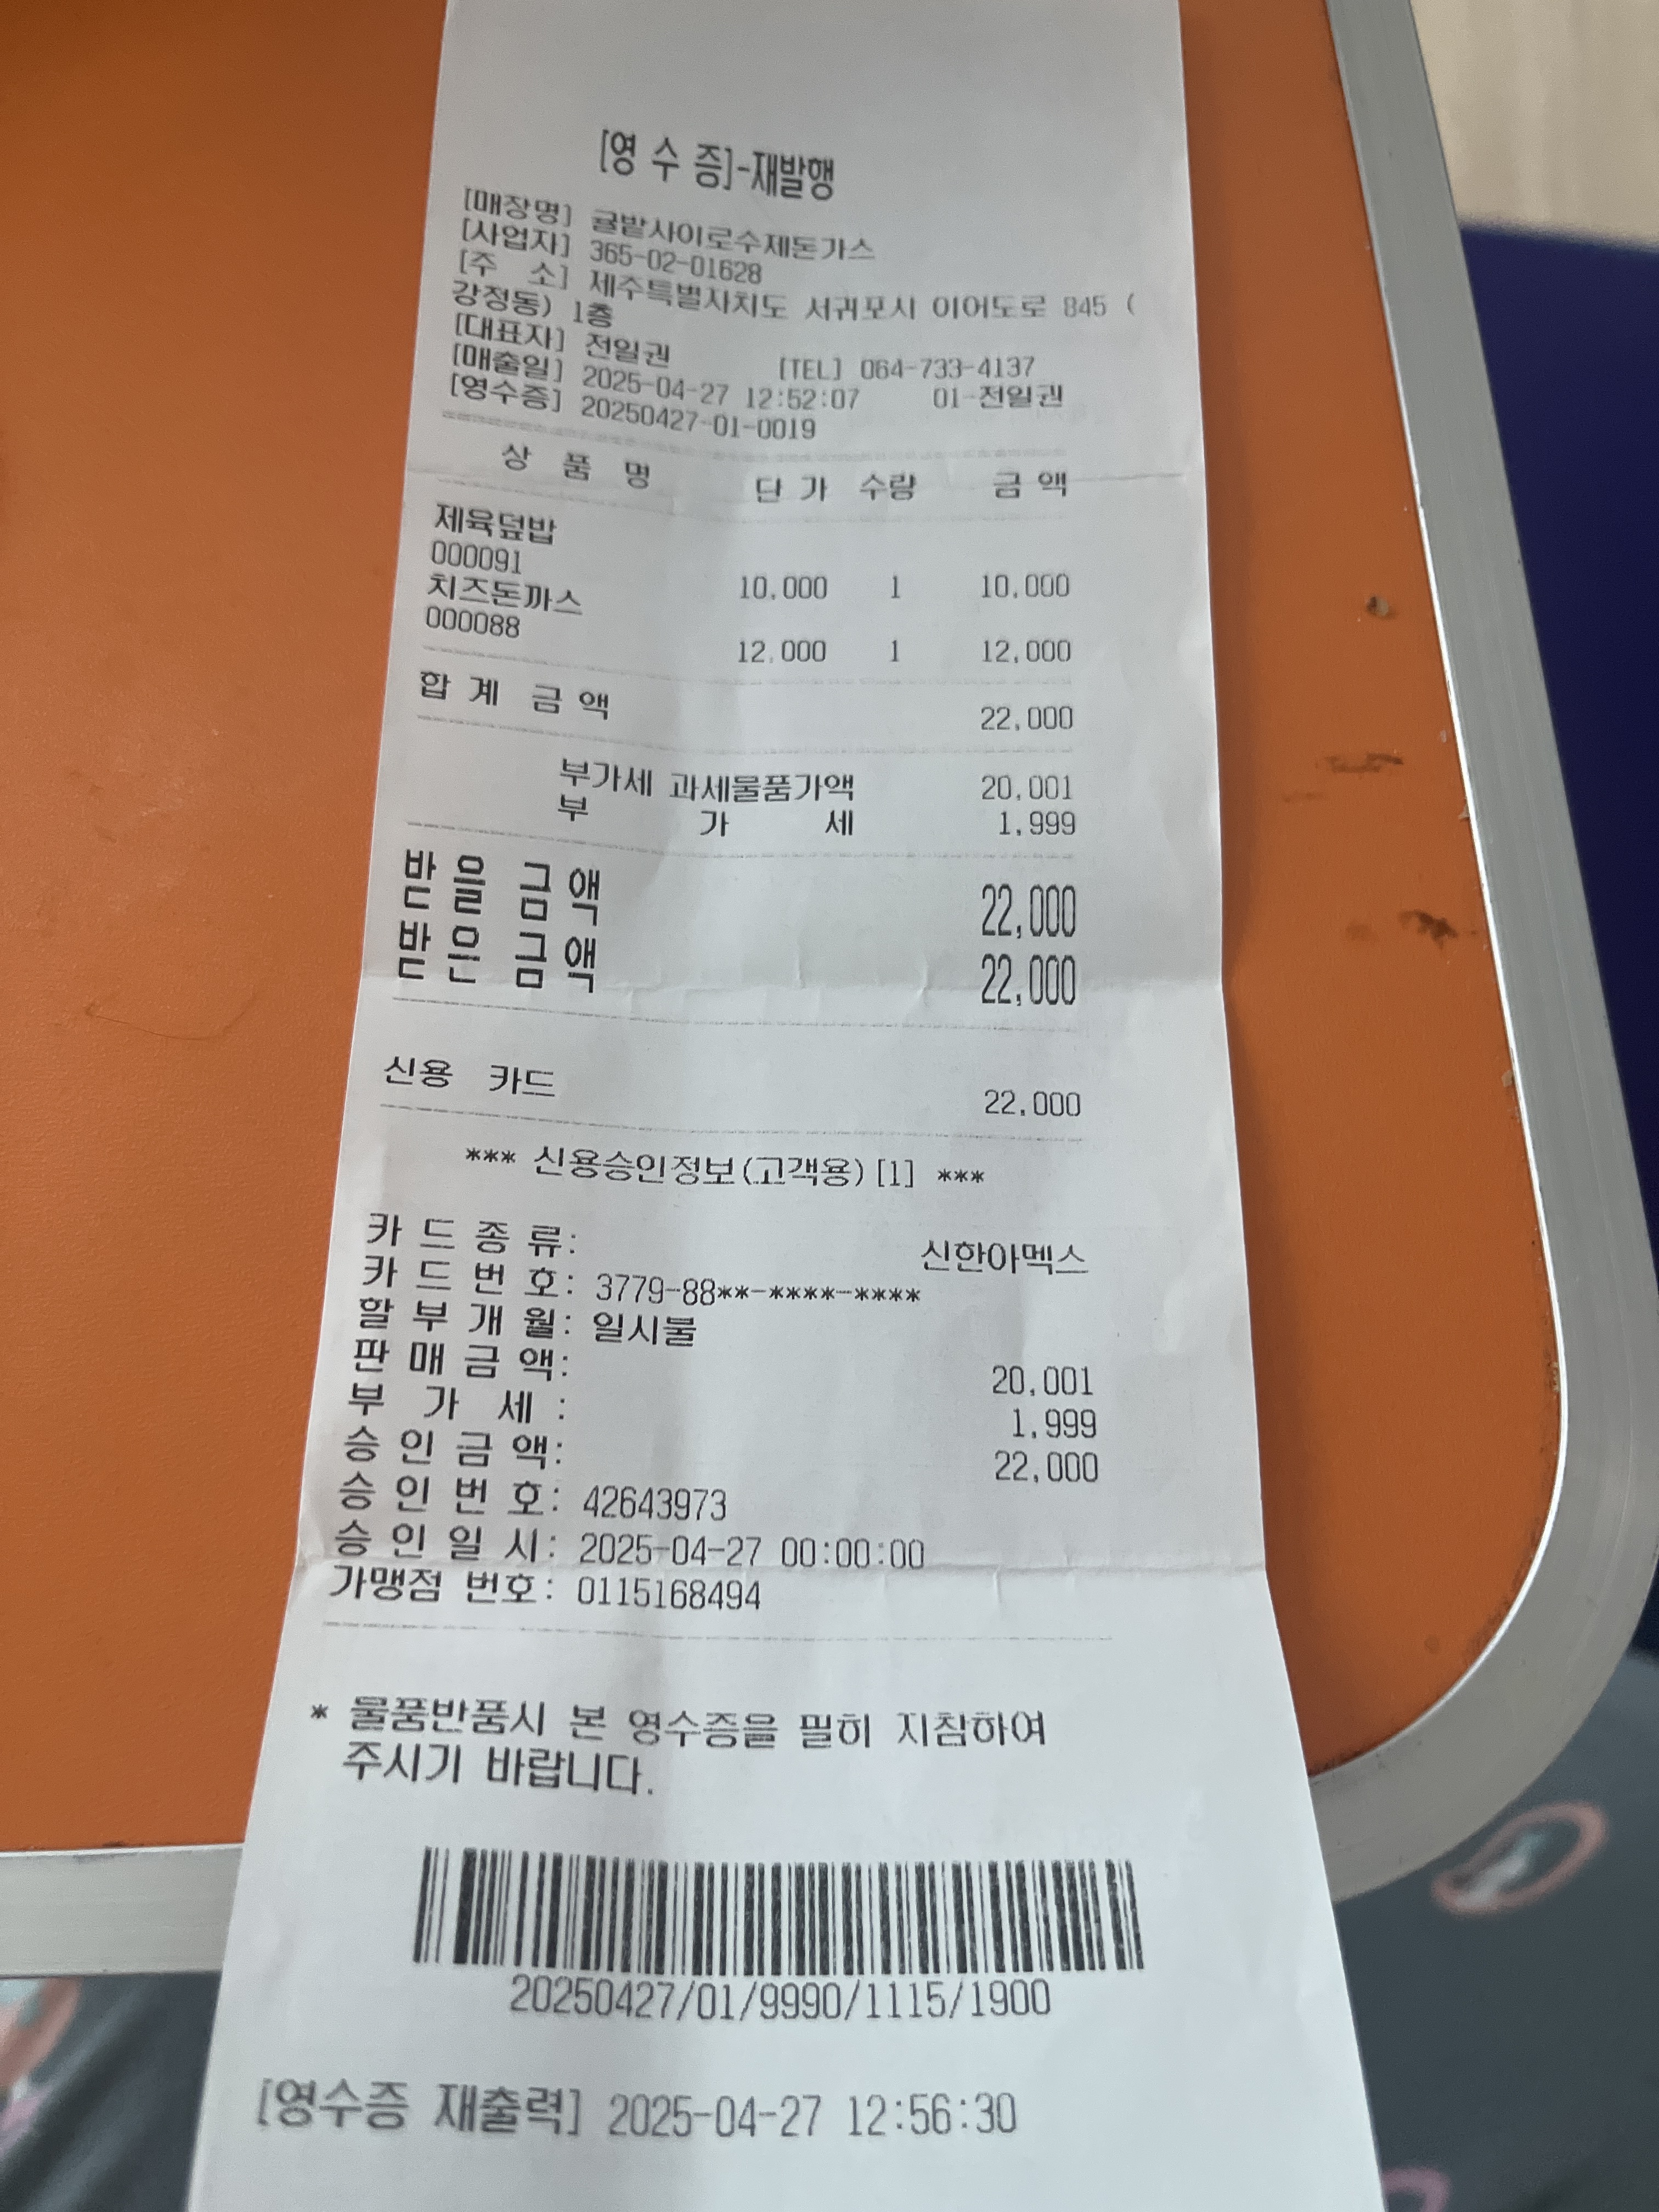 [영 수 증]-재발행
[매장명] 귤밭사이로수제돈가스
[사업자] 365-02-01628
[주 소] 제주특별자치도 서귀포시 이어도로 845 (
강정동) 1층
[대표자] 전일권 [TEL] 064-733-4137
[매출일] 2025-04-27 12:52:07 01-전일권
[영수증] 20250427-01-0019
상 품 명 단 가 수량 금 액
제육덮밥
000091 10,000 1 10,000
치즈돈까스
000088 12,000 1 12,000
합 계 금 액 22,000
부가세 과세물품가액 20,001
부 가 세 1,999
받 을 금 액 22,000
받 은 금 액 22,000
신용 카드 22,000
*** 신용승인정보(고객용) [1] ***
카 드 종 류: 신한아멕스
카 드 번 호: 3779-88**-****-****
할 부 개 월: 일시불
판 매 금 액: 20,001
부 가 세 : 1,999
승 인 금 액: 22,000
승 인 번 호: 42643973
승 인 일 시: 2025-04-27 00:00:00
가맹점 번호: 0115168494
* 물품반품시 본 영수증을 필히 지참하여
주시기 바랍니다.
20250427/01/9990/1115/1900
[영수증 재출력] 2025-04-27 12:56:30